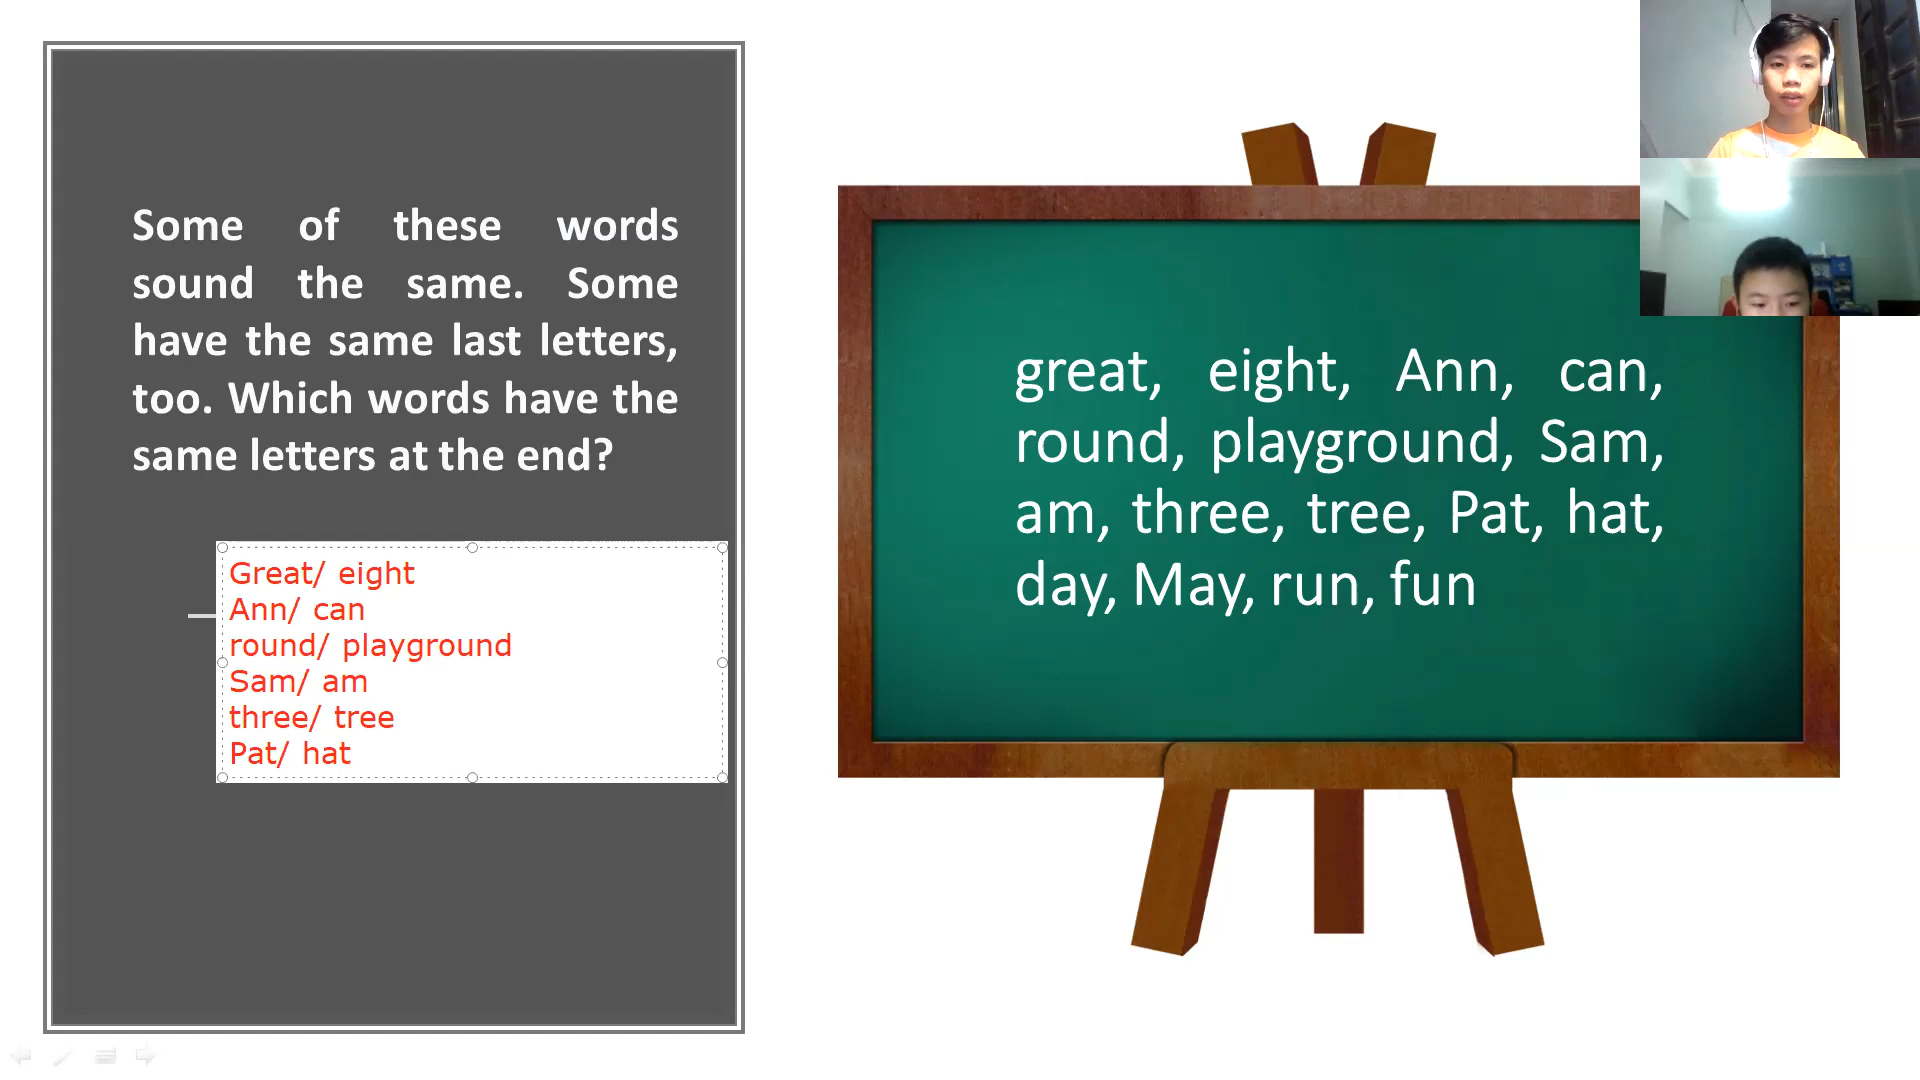 Some of these words
sound the same. Some
have the same last letters,
too. Which words have the
same letters at the end?
Great/ eight
Ann/ can
round/ playground
Sam/ am
three/ tree
Pat/ hat
great, eight, Ann, can,
round, playground, Sam,
am, three, tree, Pat, hat,
day, May, run, fun